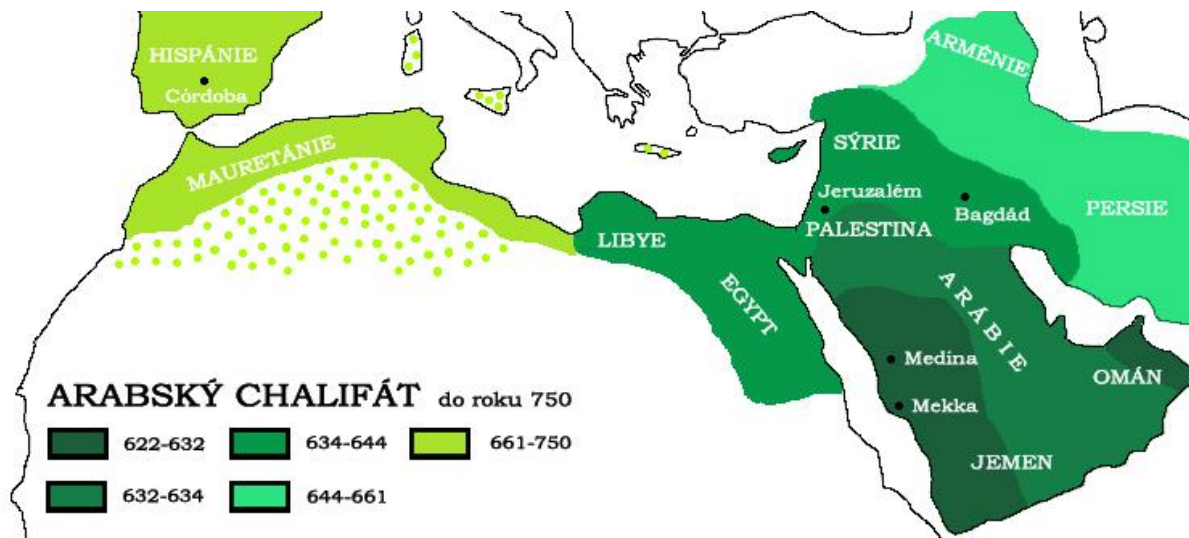 HISPÁNIE
Córdoba
MAURETÁNIE
ARMÉNIE
SÝRIE
Jeruzalém
Bagdád
PERSIE
PALESTINA
LIBYE
EGYPT
ARÁBIE
Medina
OMÁN
Mekka
JEMEN
ARABSKÝ CHALIFÁT do roku 750
622-632 634-644 661-750
632-634 644-661